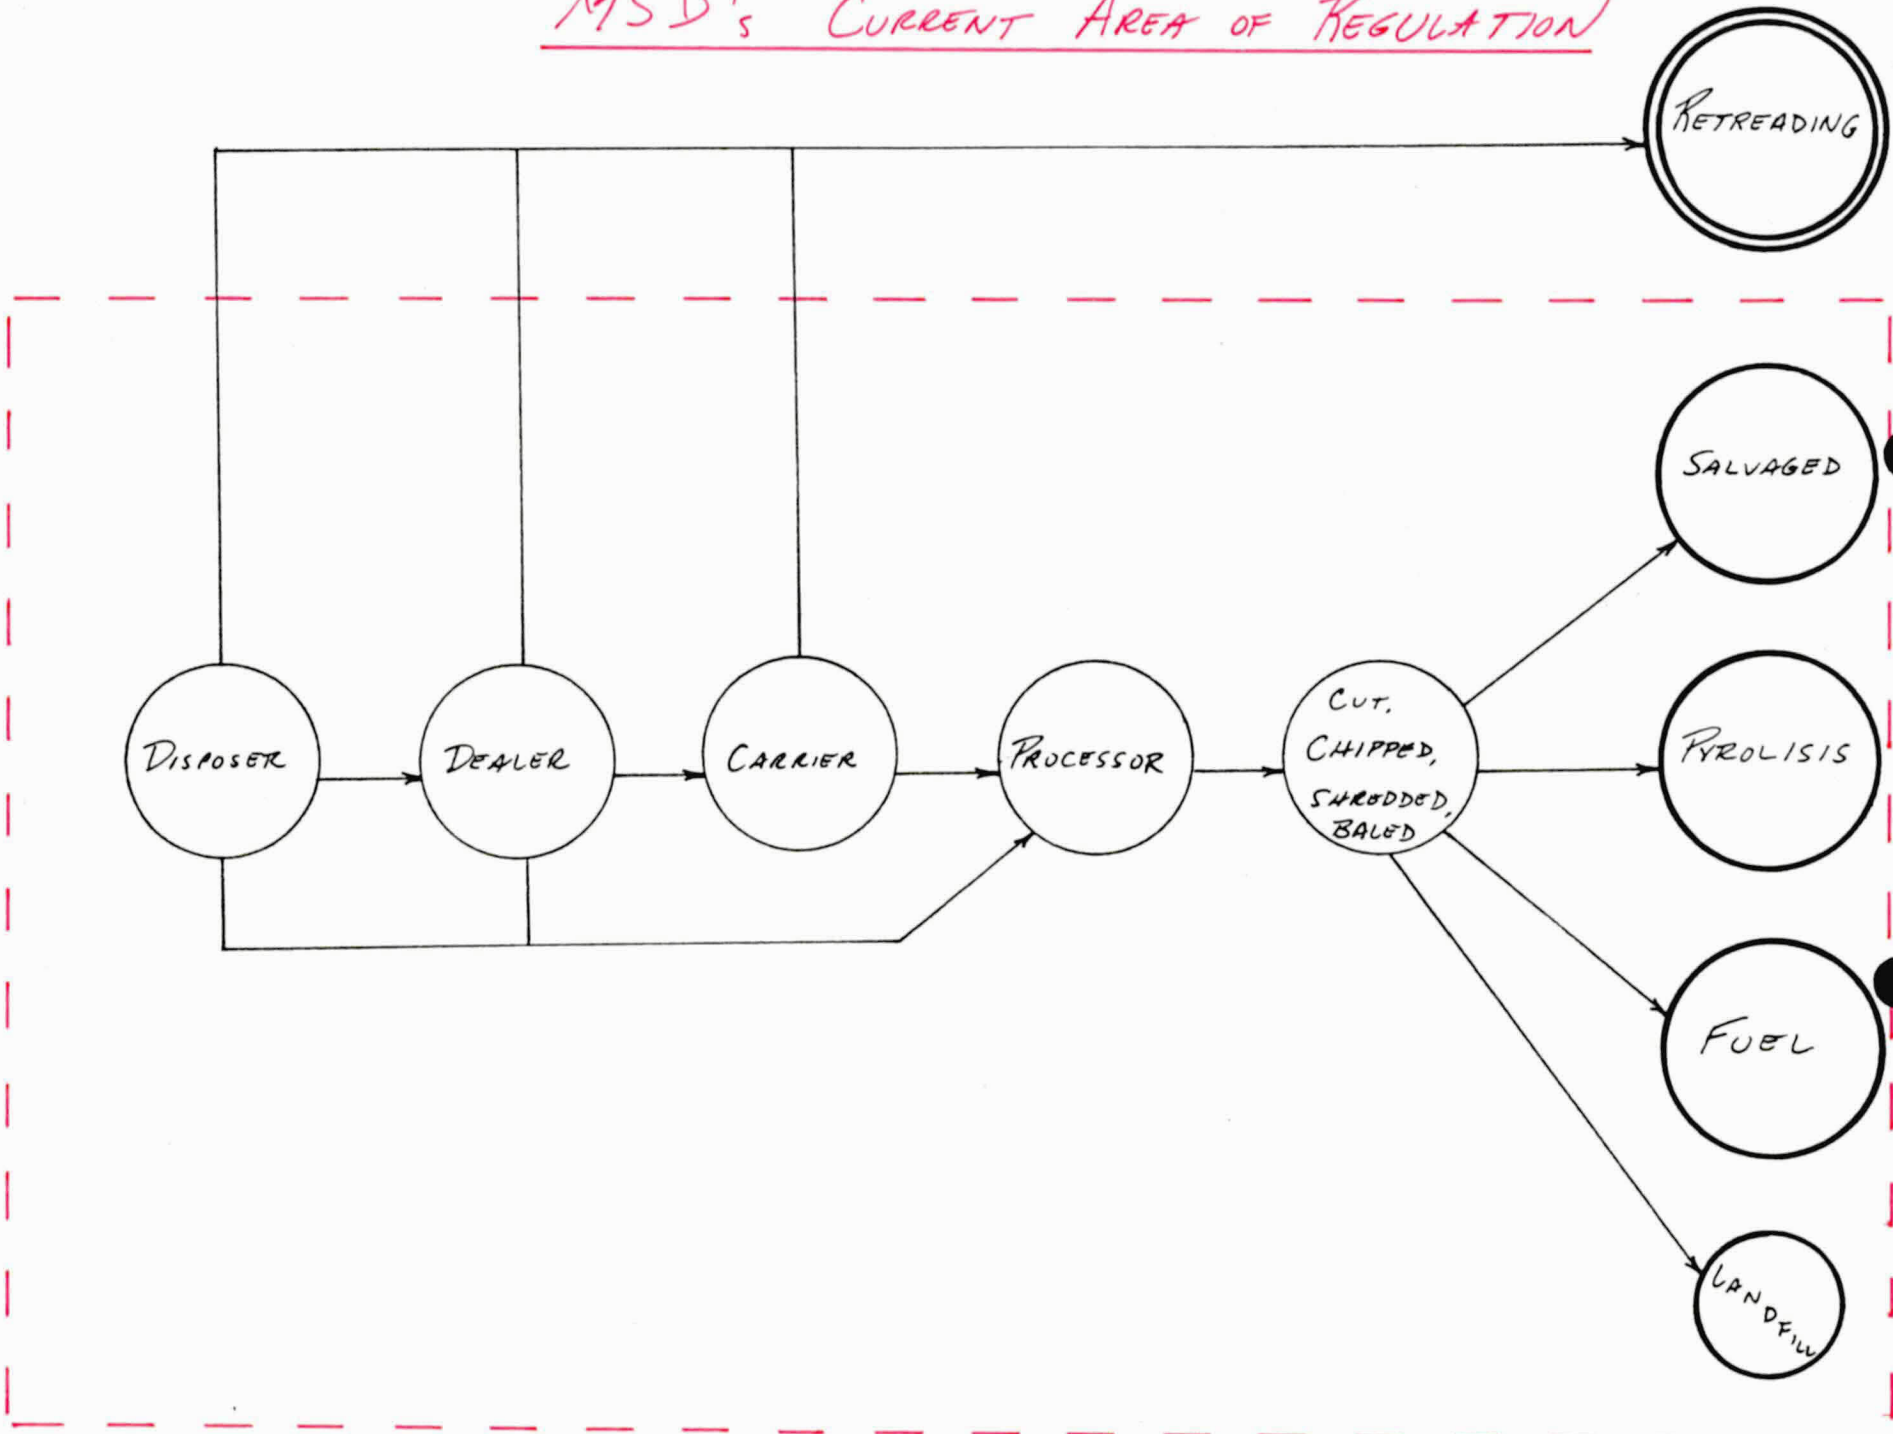 MSD's CURRENT AREA OF REGULATION
RETREADING
SALVAGED
DISPOSER
DEALER
CARRIER
PROCESSOR
CUT,
CHIPPED,
SHREDDED,
BALED
PYROLISIS
FUEL
LANDFILL